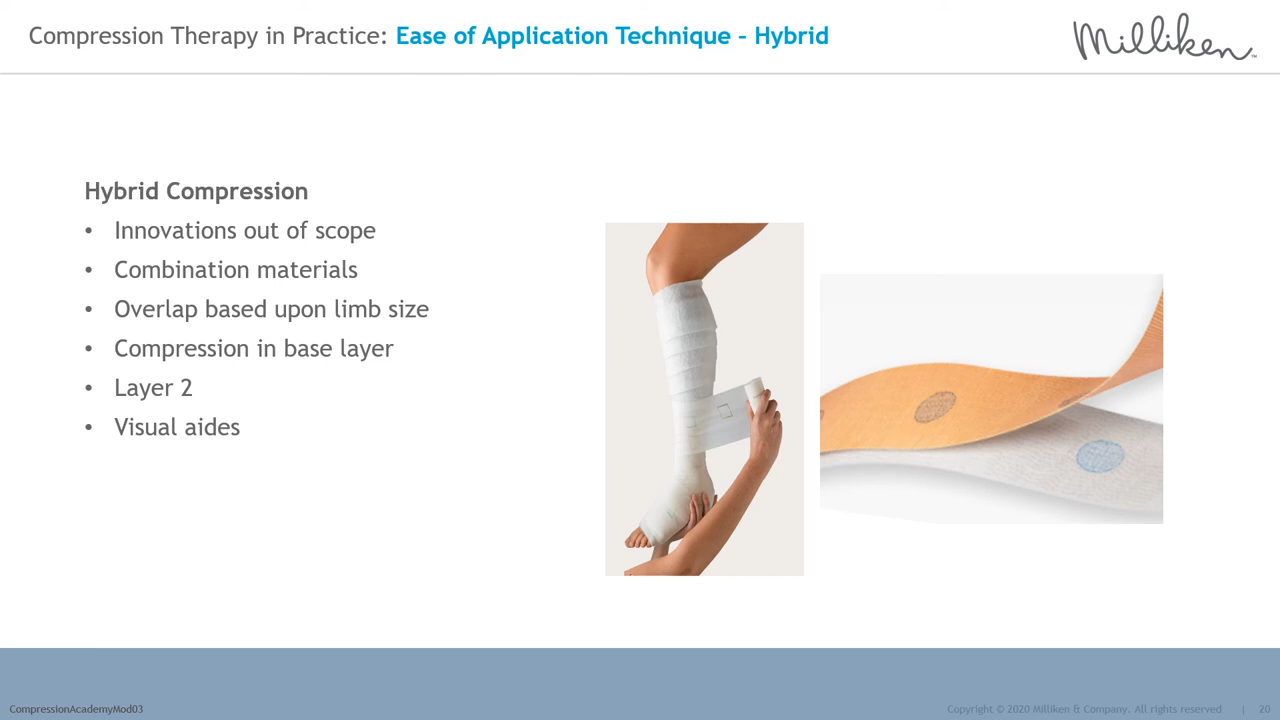 Compression Therapy in Practice: Ease of Application Technique – Hybrid
Milliken™
Hybrid Compression
• Innovations out of scope
• Combination materials
• Overlap based upon limb size
• Compression in base layer
• Layer 2
• Visual aides
CompressionAcademyMod03
Copyright © 2020 Milliken & Company. All rights reserved | 20